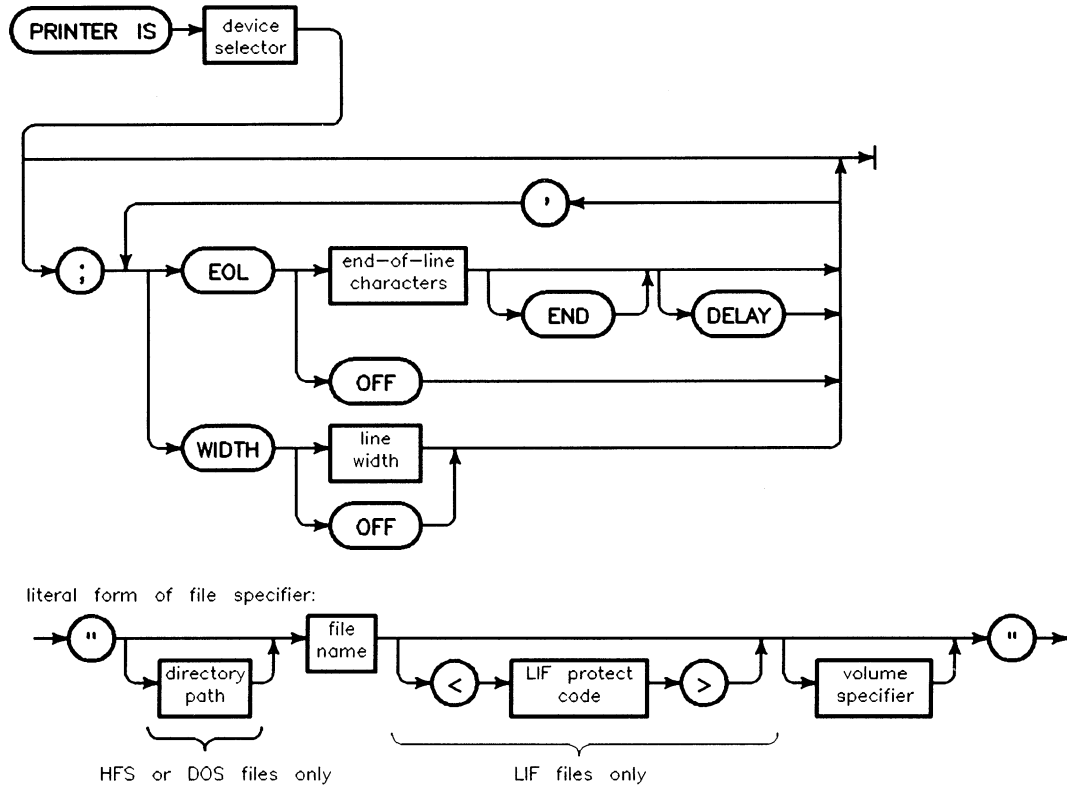 PRINTER IS
device
selector
,
;
EOL
end-of-line
characters
END
DELAY
OFF
WIDTH
line
width
OFF
literal form of file specifier:
"
directory
path
file
name
<
LIF protect
code
>
volume
specifier
"
HFS or DOS files only
LIF files only